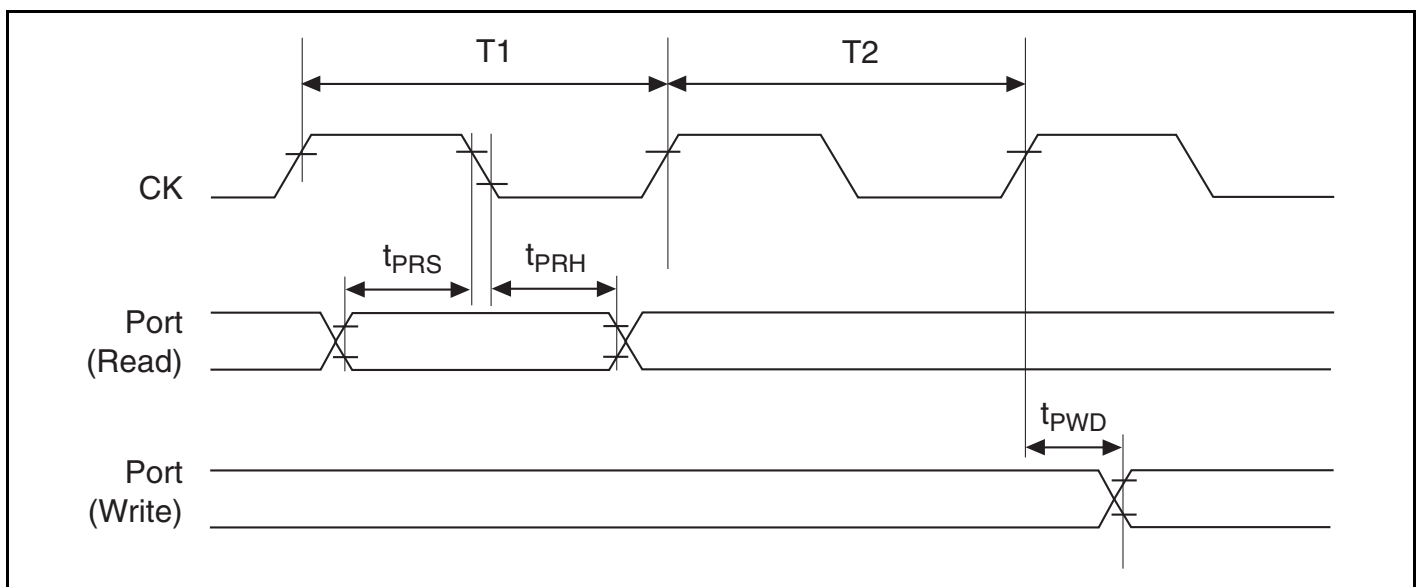 T1
T2
CK
tPRS
tPRH
Port
(Read)
tPWD
Port
(Write)